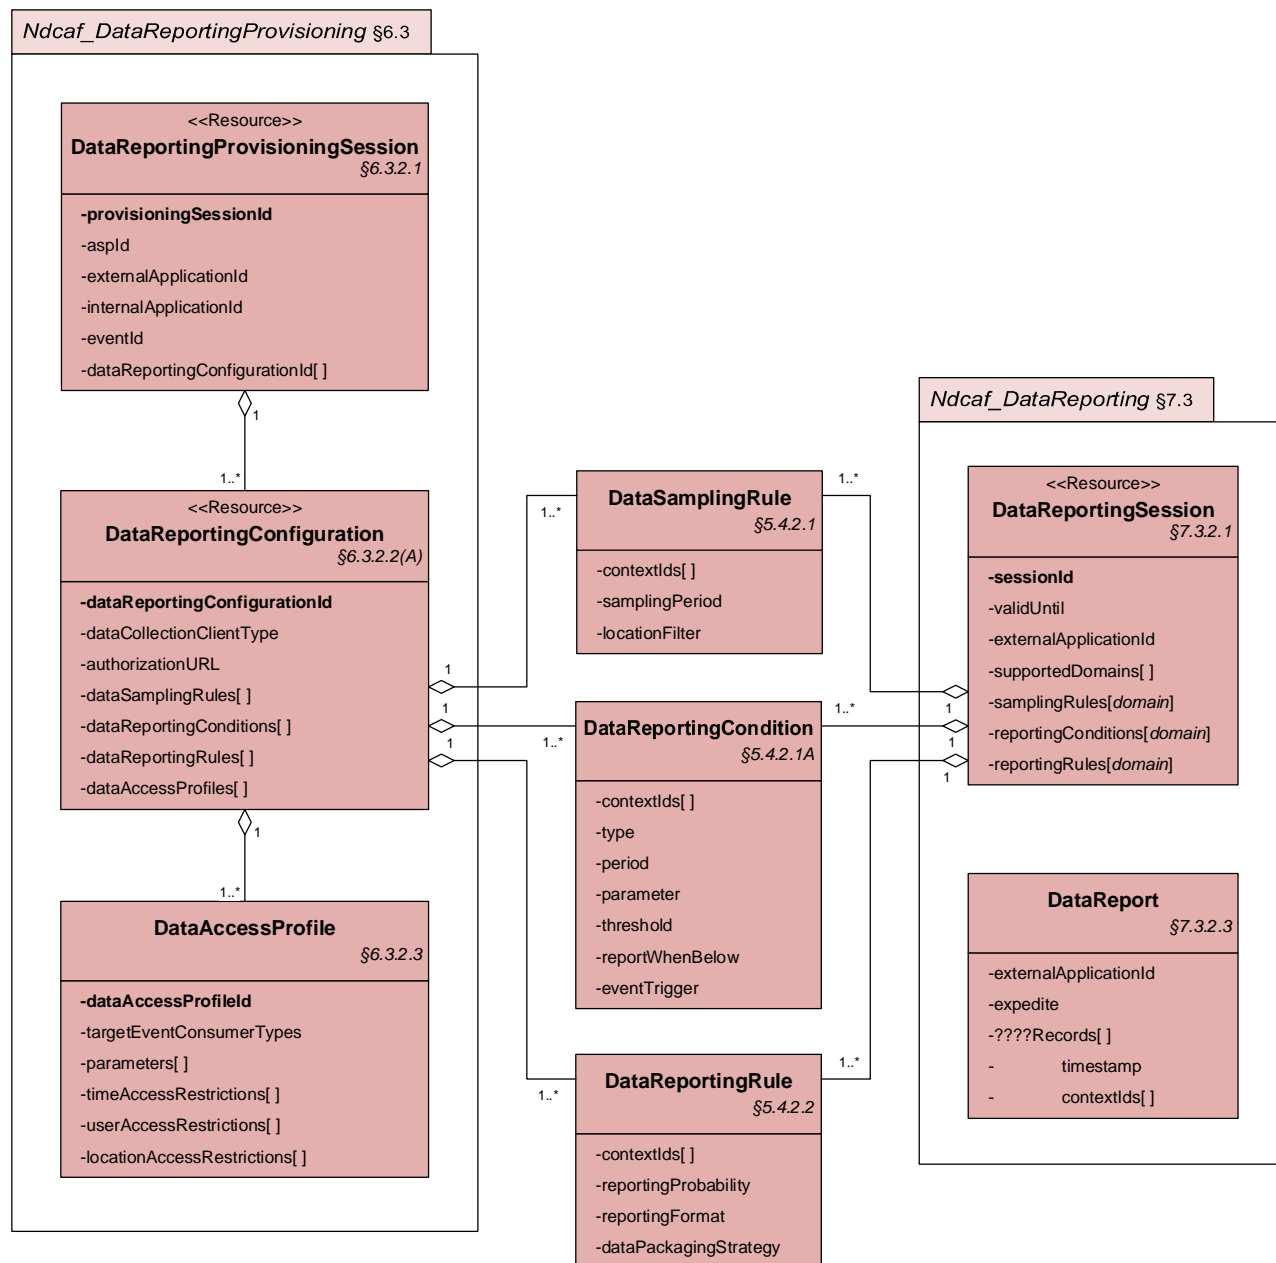 Ndcaf_DataReportingProvisioning §6.3
<<Resource>>
DataReportingProvisioningSession
§6.3.2.1
-provisioningSessionId
-aspId
-externalApplicationId
-internalApplicationId
-eventId
-dataReportingConfigurationId[ ]
1
1..*
<<Resource>>
DataReportingConfiguration
§6.3.2.2(A)
-dataReportingConfigurationId
-dataCollectionClientType
-authorizationURL
-dataSamplingRules[ ]
-dataReportingConditions[ ]
-dataReportingRules[ ]
-dataAccessProfiles[ ]
1
1
1
1
1..*
DataAccessProfile
§6.3.2.3
-dataAccessProfileId
-targetEventConsumerTypes
-parameters[ ]
-timeAccessRestrictions[ ]
-userAccessRestrictions[ ]
-locationAccessRestrictions[ ]
1..*
DataSamplingRule
§5.4.2.1
-contextIds[ ]
-samplingPeriod
-locationFilter
1..*
1..*
DataReportingCondition
§5.4.2.1A
-contextIds[ ]
-type
-period
-parameter
-threshold
-reportWhenBelow
-eventTrigger
1..*
1..*
DataReportingRule
§5.4.2.2
-contextIds[ ]
-reportingProbability
-reportingFormat
-dataPackagingStrategy
1..*
Ndcaf_DataReporting §7.3
<<Resource>>
DataReportingSession
§7.3.2.1
-sessionId
-validUntil
-externalApplicationId
-supportedDomains[ ]
-samplingRules[domain]
-reportingConditions[domain]
-reportingRules[domain]
1
1
1
DataReport
§7.3.2.3
-externalApplicationId
-expedite
-????Records[ ]
- timestamp
- contextIds[ ]